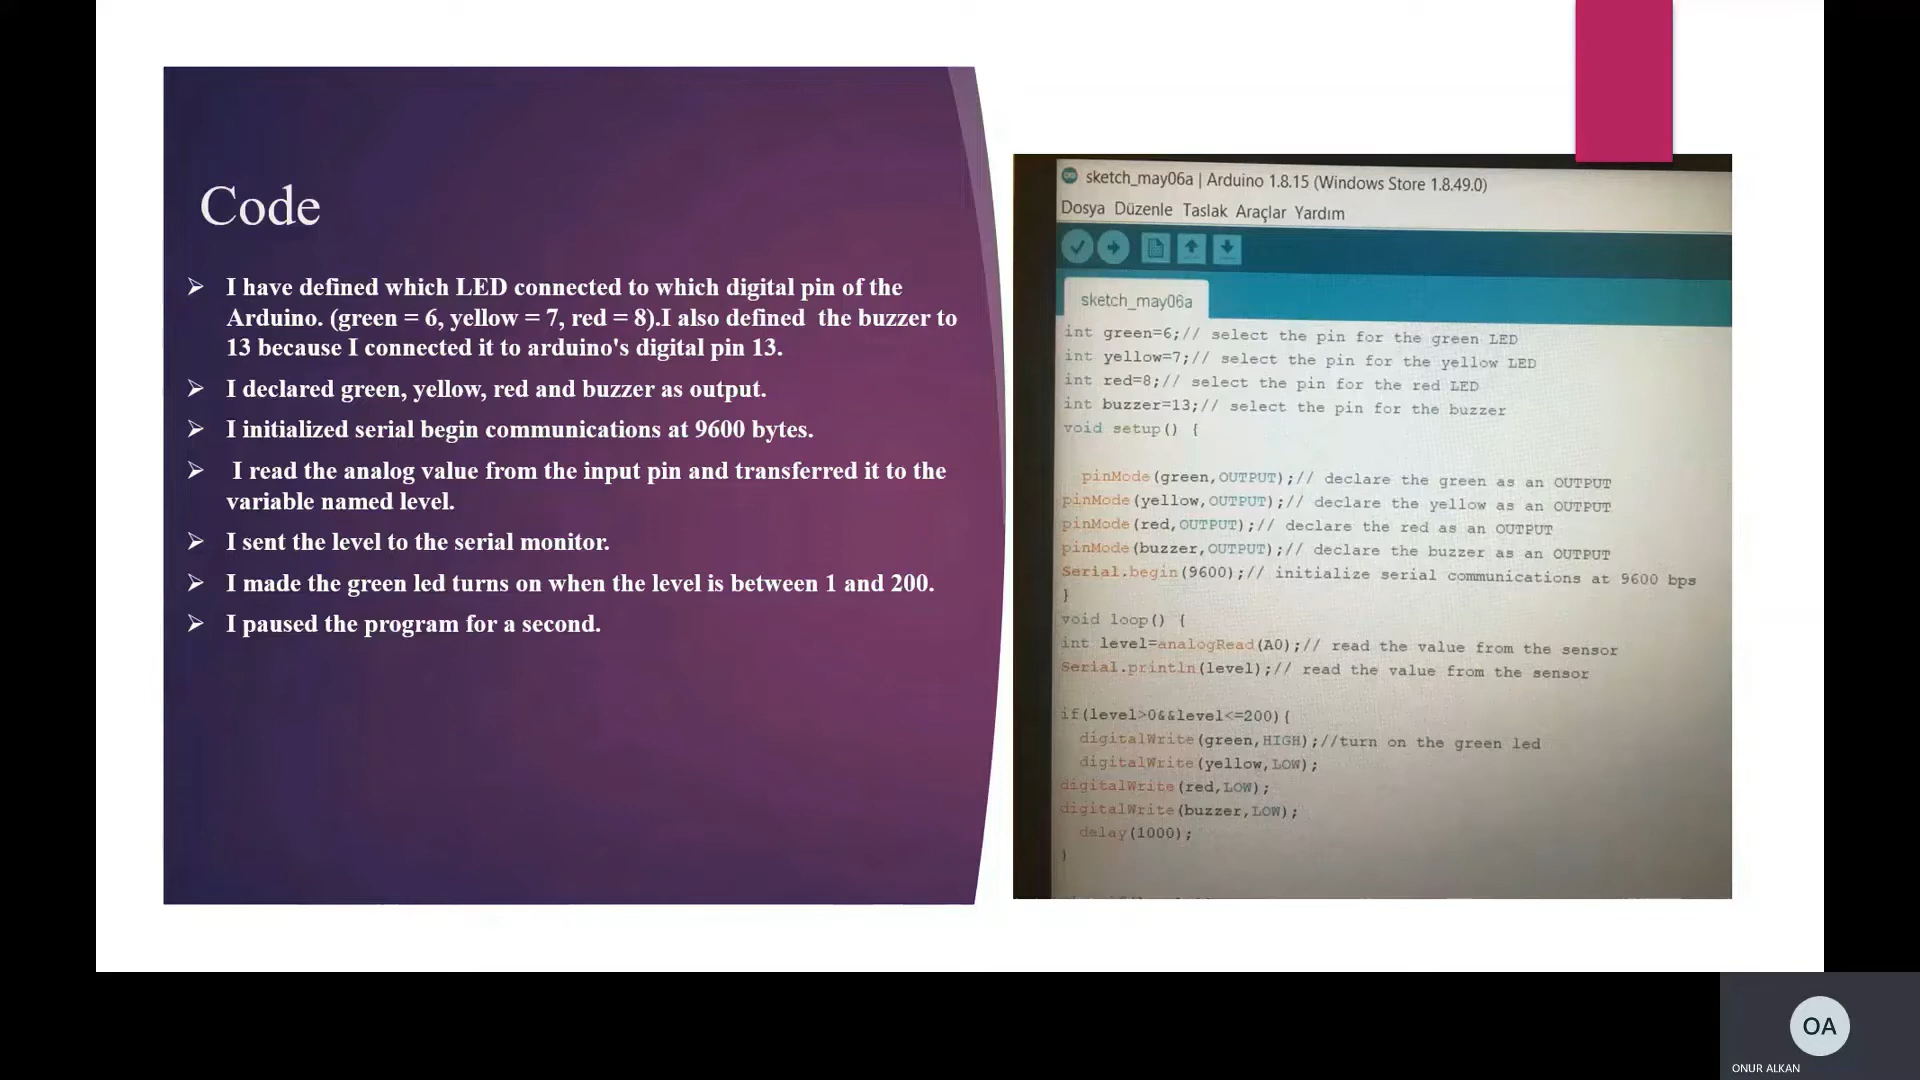 Code
I have defined which LED connected to which digital pin of the
Arduino. (green = 6, yellow = 7, red = 8).I also defined  the buzzer to
13 because I connected it to arduino's digital pin 13.
I declared green, yellow, red and buzzer as output.
I initialized serial begin communications at 9600 bytes.
I read the analog value from the input pin and transferred it to the
variable named level.
I sent the level to the serial monitor.
I made the green led turns on when the level is between 1 and 200.
I paused the program for a second.
sketch_may06a | Arduino 1.8.15 (Windows Store 1.8.49.0)
Dosya Düzenle Taslak Araçlar Yardım
sketch_may06a
int green=6;// select the pin for the green LED
int yellow=7;// select the pin for the yellow LED
int red=8;// select the pin for the red LED
int buzzer=13;// select the pin for the buzzer
void setup() {
pinMode(green,OUTPUT);// declare the green as an OUTPUT
pinMode(yellow,OUTPUT);// declare the yellow as an OUTPUT
pinMode(red,OUTPUT);// declare the red as an OUTPUT
pinMode(buzzer,OUTPUT);// declare the buzzer as an OUTPUT
Serial.begin(9600);// initialize serial communications at 9600 bps
}
void loop() {
int level=analogRead(A0);// read the value from the sensor
Serial.println(level);// read the value from the sensor
if(level>0&&level<=200){
digitalWrite(green,HIGH);//turn on the green led
digitalWrite(yellow,LOW);
digitalWrite(red,LOW);
digitalWrite(buzzer,LOW);
delay(1000);
}
OA
ONUR ALKAN